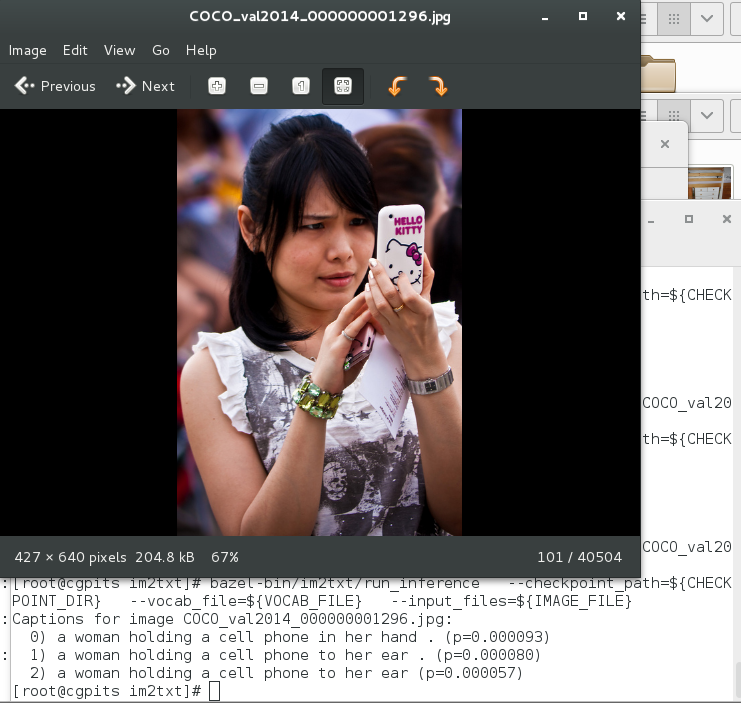 COCO_val2014_000000001296.jpg
Image Edit View Go Help
Previous Next
HELLO
KITTY
427 × 640 pixels 204.8 kB 67% 101 / 40504
th=${CHECK
COCO_val20
th=${CHECK
COCO_val20
:[root@cgpits im2txt]# bazel-bin/im2txt/run_inference --checkpoint_path=${CHECK
POINT_DIR} --vocab_file=${VOCAB_FILE} --input_files=${IMAGE_FILE}
:Captions for image COCO_val2014_000000001296.jpg:
0) a woman holding a cell phone in her hand . (p=0.000093)
: 1) a woman holding a cell phone to her ear . (p=0.000080)
2) a woman holding a cell phone to her ear (p=0.000057)
[root@cgpits im2txt]#